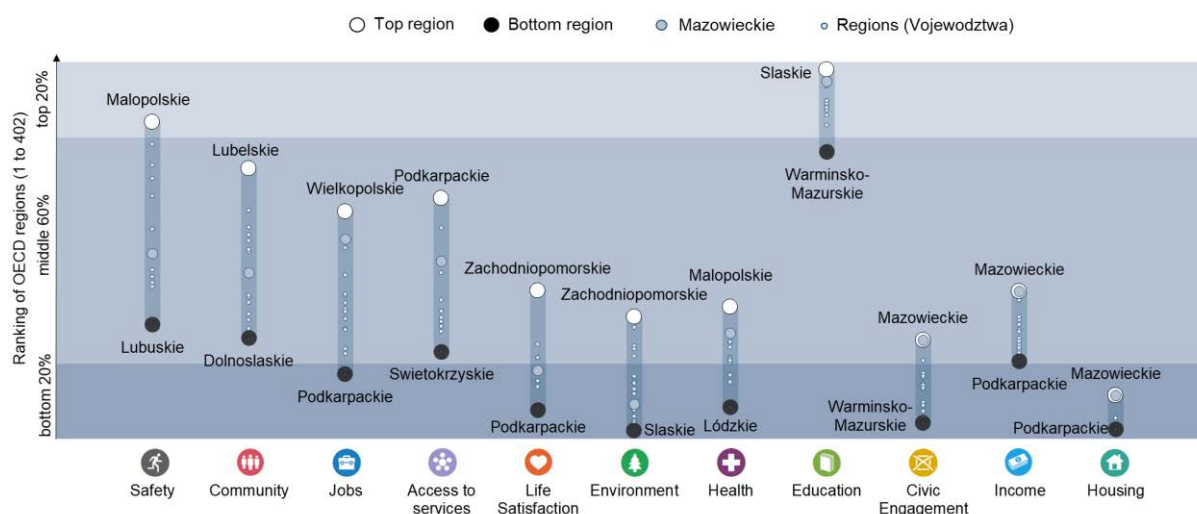 Top region
Bottom region
Mazowieckie
Regions (Vojewodztwa)
Ranking of OECD regions (1 to 402)
top 20%
middle 60%
bottom 20%
Malopolskie
Lubuskie
Lubelskie
Dolnoslaskie
Wielkopolskie
Podkarpackie
Podkarpackie
Swietokrzyskie
Zachodniopomorskie
Podkarpackie
Zachodniopomorskie
Slaskie
Malopolskie
Lódzkie
Slaskie
Warminsko-
Mazurskie
Mazowieckie
Warminsko-
Mazurskie
Mazowieckie
Podkarpackie
Mazowieckie
Podkarpackie
Safety
Community
Jobs
Access to
services
Life
Satisfaction
Environment
Health
Education
Civic
Engagement
Income
Housing